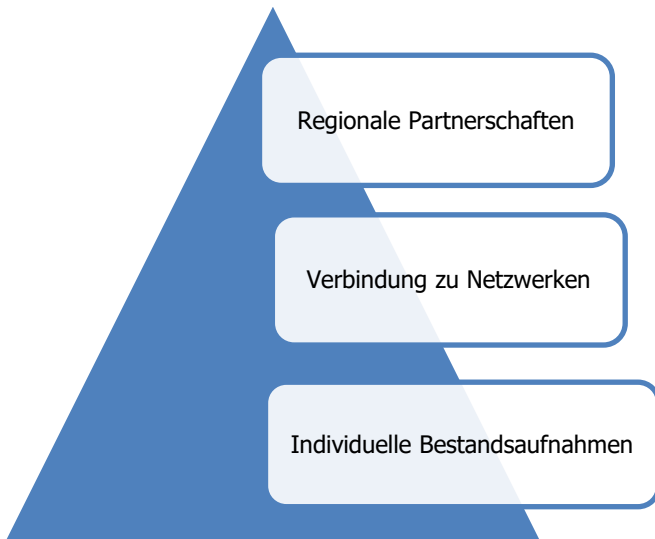 Regionale Partnerschaften
Verbindung zu Netzwerken
Individuelle Bestandsaufnahmen